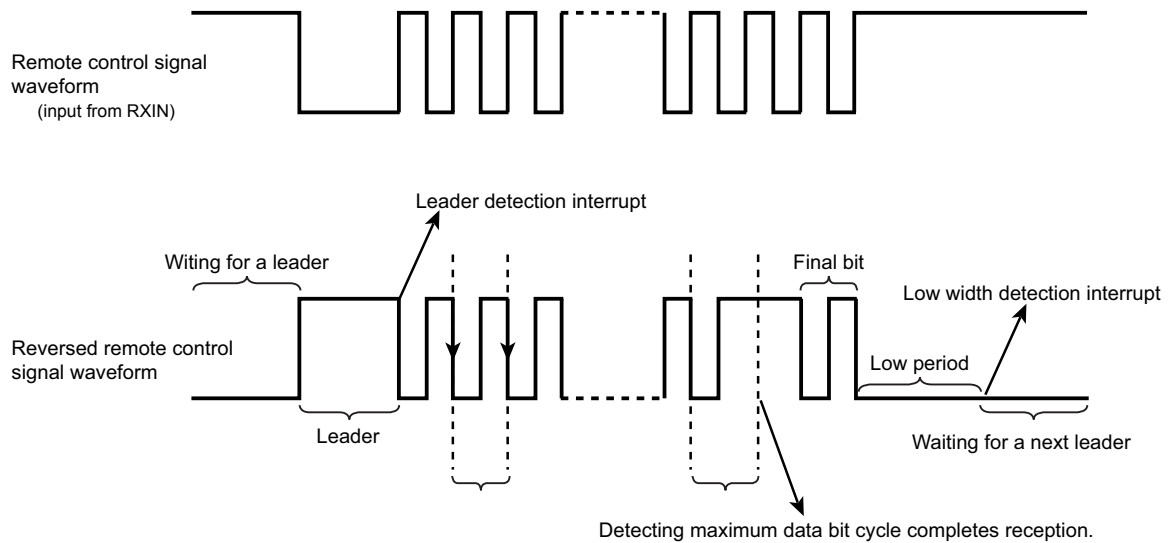 Remote control signal
waveform
(input from RXIN)
Leader detection interrupt
Witing for a leader
Final bit
Low width detection interrupt
Reversed remote control
signal waveform
Low period
Leader
Waiting for a next leader
Detecting maximum data bit cycle completes reception.